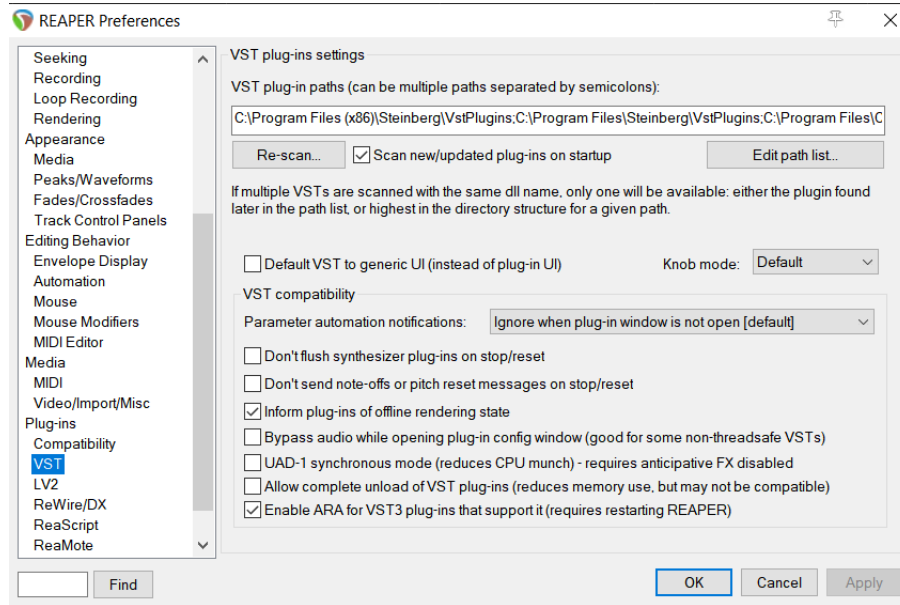 REAPER Preferences
Seeking
Recording
Loop Recording
Rendering
Appearance
Media
Peaks/Waveforms
Fades/Crossfades
Track Control Panels
Editing Behavior
Envelope Display
Automation
Mouse
Mouse Modifiers
MIDI Editor
Media
MIDI
Video/Import/Misc
Plug-ins
Compatibility
VST
LV2
ReWire/DX
ReaScript
ReaMote
Find
VST plug-ins settings
VST plug-in paths (can be multiple paths separated by semicolons):
C:\Program Files (x86)\Steinberg\VstPlugins;C:\Program Files\Steinberg\VstPlugins;C:\Program Files\C
Re-scan...
Scan new/updated plug-ins on startup
Edit path list...
If multiple VSTs are scanned with the same dll name, only one will be available: either the plugin found
later in the path list, or highest in the directory structure for a given path.
Default VST to generic UI (instead of plug-in UI)
Knob mode:
Default
VST compatibility
Parameter automation notifications:
Ignore when plug-in window is not open [default]
Don't flush synthesizer plug-ins on stop/reset
Don't send note-offs or pitch reset messages on stop/reset
Inform plug-ins of offline rendering state
Bypass audio while opening plug-in config window (good for some non-threadsafe VSTs)
UAD-1 synchronous mode (reduces CPU munch) - requires anticipative FX disabled
Allow complete unload of VST plug-ins (reduces memory use, but may not be compatible)
Enable ARA for VST3 plug-ins that support it (requires restarting REAPER)
OK
Cancel
Apply